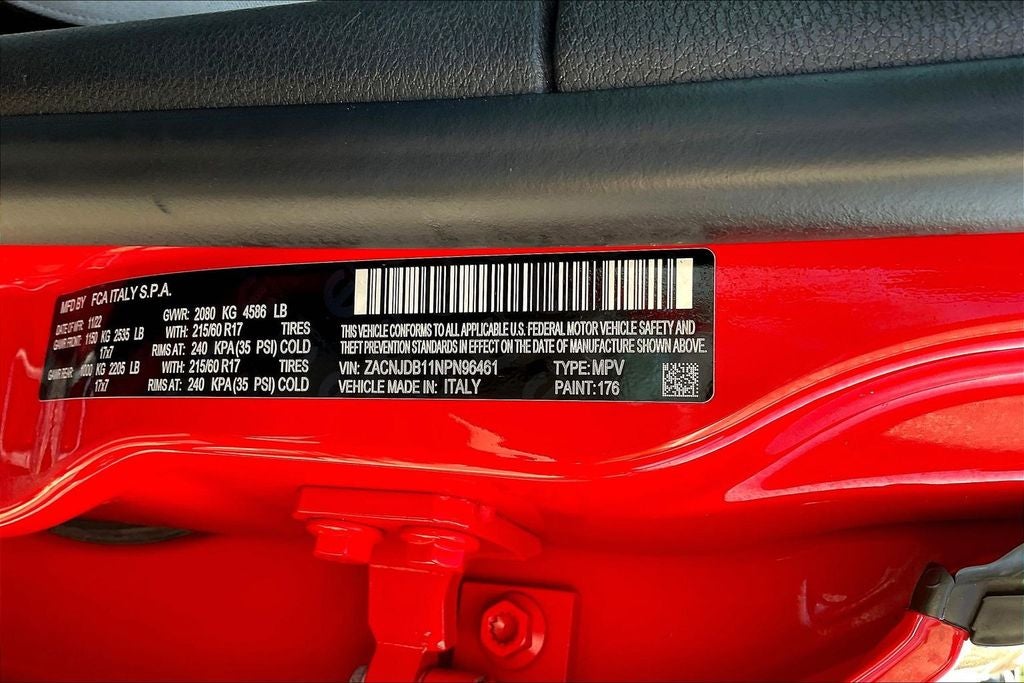 MFD BY FCA ITALY S.P.A.
DATE OF MFR: 11/22 GVWR: 2080 KG 4586 LB
GAWR FRONT: 1150 KG 2535 LB WITH: 215/60 R17 TIRES
17x7 RIMS AT: 240 KPA(35 PSI) COLD
GAWR REAR: 1000 KG 2205 LB WITH: 215/60 R17 TIRES
17x7 RIMS AT: 240 KPA(35 PSI) COLD
THIS VEHICLE CONFORMS TO ALL APPLICABLE U.S. FEDERAL MOTOR VEHICLE SAFETY AND
THEFT PREVENTION STANDARDS IN EFFECT ON THE DATE OF MANUFACTURE SHOWN ABOVE.
VIN: ZACNJDB11NPN96461 TYPE: MPV
VEHICLE MADE IN: ITALY PAINT: 176